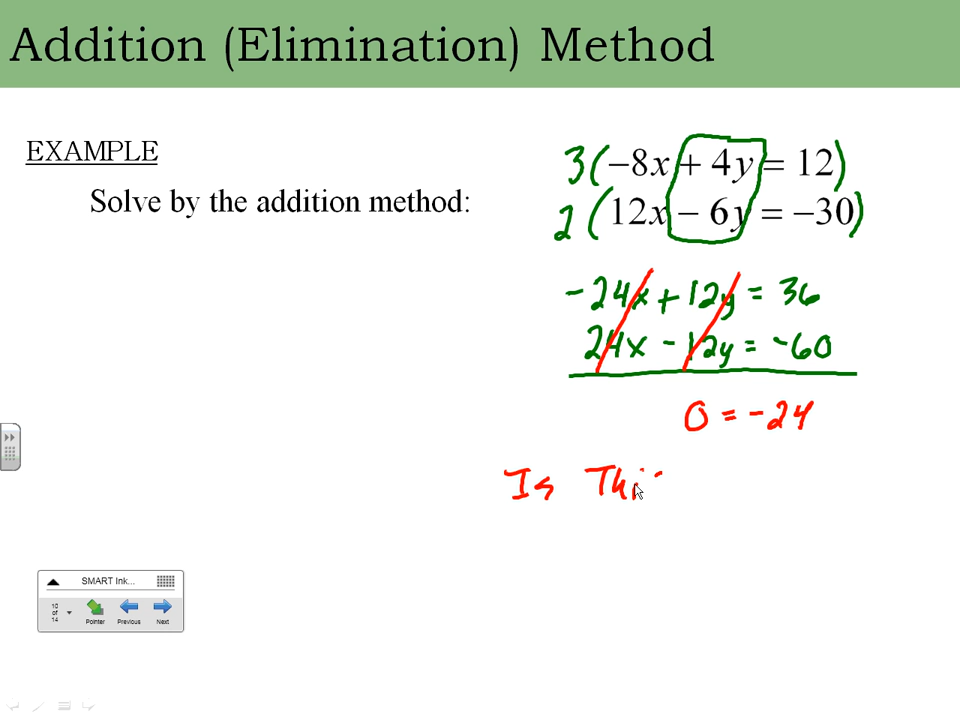 Addition (Elimination) Method
EXAMPLE
Solve by the addition method:
3(−8x + 4y = 12)
2(12x − 6y = −30)
-24x + 12y = 36
24x - 12y = -60
0 = -24
Is Thi
SMART Ink...
10 of 14
Pointer
Previous
Next